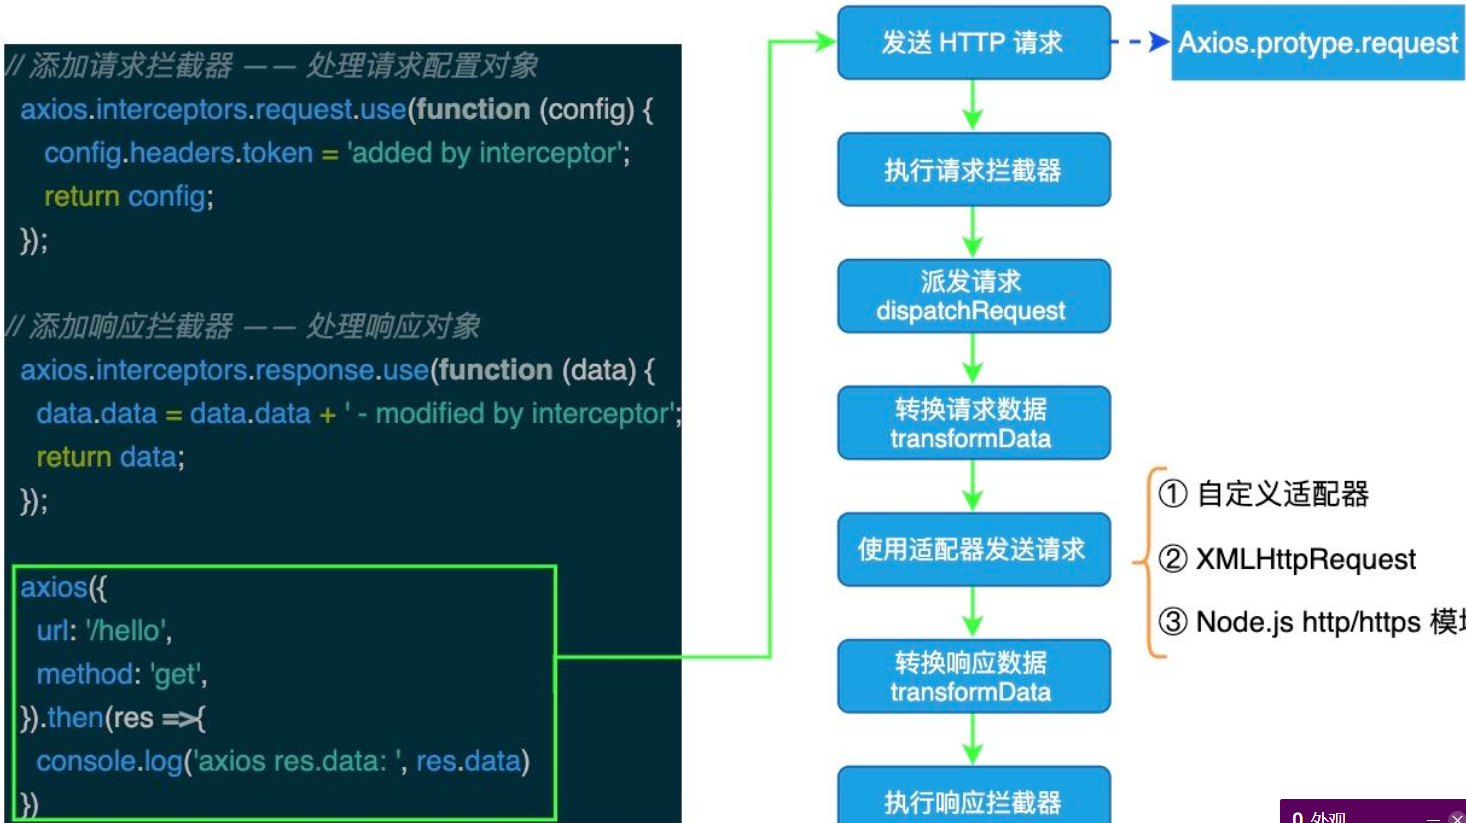 // 添加请求拦截器 —— 处理请求配置对象
axios.interceptors.request.use(function (config) {
config.headers.token = 'added by interceptor';
return config;
});
// 添加响应拦截器 —— 处理响应对象
axios.interceptors.response.use(function (data) {
data.data = data.data + ' - modified by interceptor';
return data;
});
axios({
url: '/hello',
method: 'get',
}).then(res =>{
console.log('axios res.data: ', res.data)
})
发送 HTTP 请求
Axios.protype.request
执行请求拦截器
派发请求
dispatchRequest
转换请求数据
transformData
使用适配器发送请求
① 自定义适配器
② XMLHttpRequest
③ Node.js http/https 模
转换响应数据
transformData
执行响应拦截器
0 外观